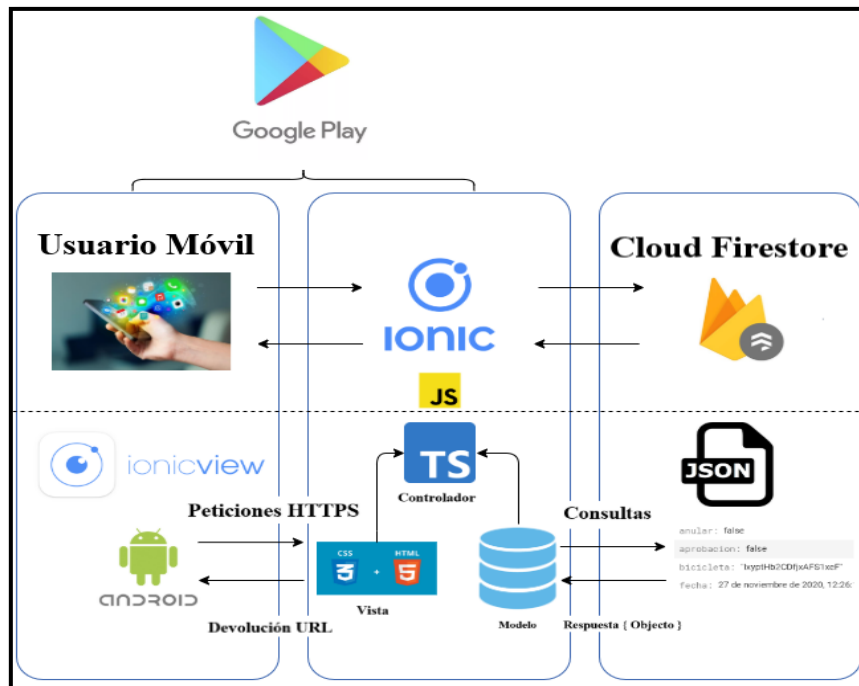 Google Play
Usuario Móvil
Cloud Firestore
IONIC
JS
TS
Controlador
ionicview
JSON
Peticiones HTTPS
Consultas
anular: false
aprobacion: false
bicicleta:
fecha: 27 de noviembre de 2020, 12:26:
CSS
HTML
3 + 5
ANDROID
Vista
Devolución URL
Modelo
Respuesta { Objecto }